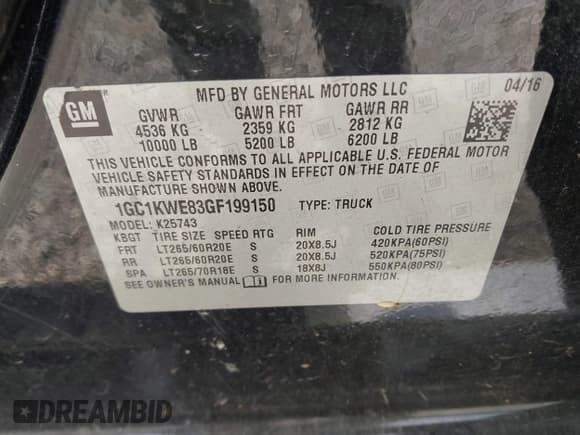 GM
MFD BY GENERAL MOTORS LLC
04/16
GVWR GAWR FRT GAWR RR
4536 KG 2359 KG 2812 KG
10000 LB 5200 LB 6200 LB
THIS VEHICLE CONFORMS TO ALL APPLICABLE U.S. FEDERAL MOTOR
VEHICLE SAFETY STANDARDS IN EFFECT ON THE DATE OF
MANUFACTURE SHOWN ABOVE.
1GC1KWE83GF199150 TYPE: TRUCK
MODEL: K25743
KBGT TIRE SIZE SPEED RTG RIM COLD TIRE PRESSURE
FRT LT265/60R20E S 20X8.5J 420KPA(60PSI)
RR LT265/60R20E S 20X8.5J 520KPA(75PSI)
SPA LT265/70R18E S 18X8J 550KPA(80PSI)
SEE OWNER'S MANUAL FOR MORE INFORMATION.
DREAMBID